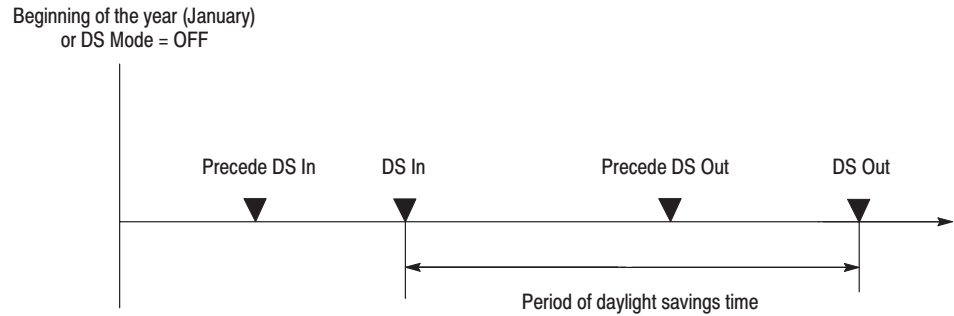 Beginning of the year (January)
or DS Mode = OFF
Precede DS In
DS In
Precede DS Out
DS Out
Period of daylight savings time